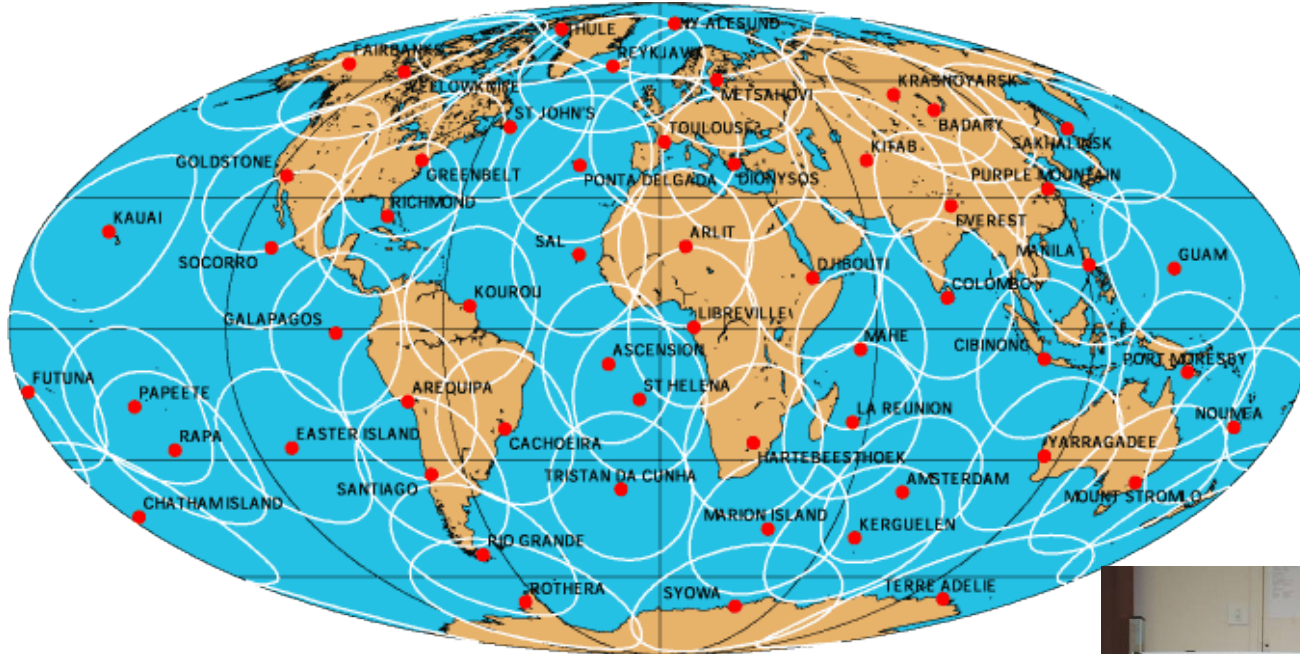 THULE
NY-ALESUND
FAIRBANKS
REYKJAVIK
YELLOWKNIFE
METSAHOVI
KRASNOYARSK
ST JOHN'S
BADARY
TOULOUSE
SAKHALINSK
GOLDSTONE
KITAB
GREENBELT
PONTA DELGADA
DIONYSOS
PURPLE MOUNTAIN
RICHMOND
KAUAI
EVEREST
SOCORRO
SAL
ARLIT
MANILA
GUAM
DJIBOUTI
KOUROU
COLOMBO
GALAPAGOS
LIBREVILLE
MAHE
ASCENSION
CIBINONG
PORT MORESBY
FUTUNA
PAPEETE
AREQUIPA
ST HELENA
LA REUNION
NOUMEA
RAPA
EASTER ISLAND
CACHOEIRA
YARRAGADEE
HARTEBEESTHOEK
SANTIAGO
TRISTAN DA CUNHA
AMSTERDAM
MOUNT STROMLO
CHATHAM ISLAND
MARION ISLAND
KERGUELEN
RIO GRANDE
ROTHERA
SYOWA
TERRE ADELIE